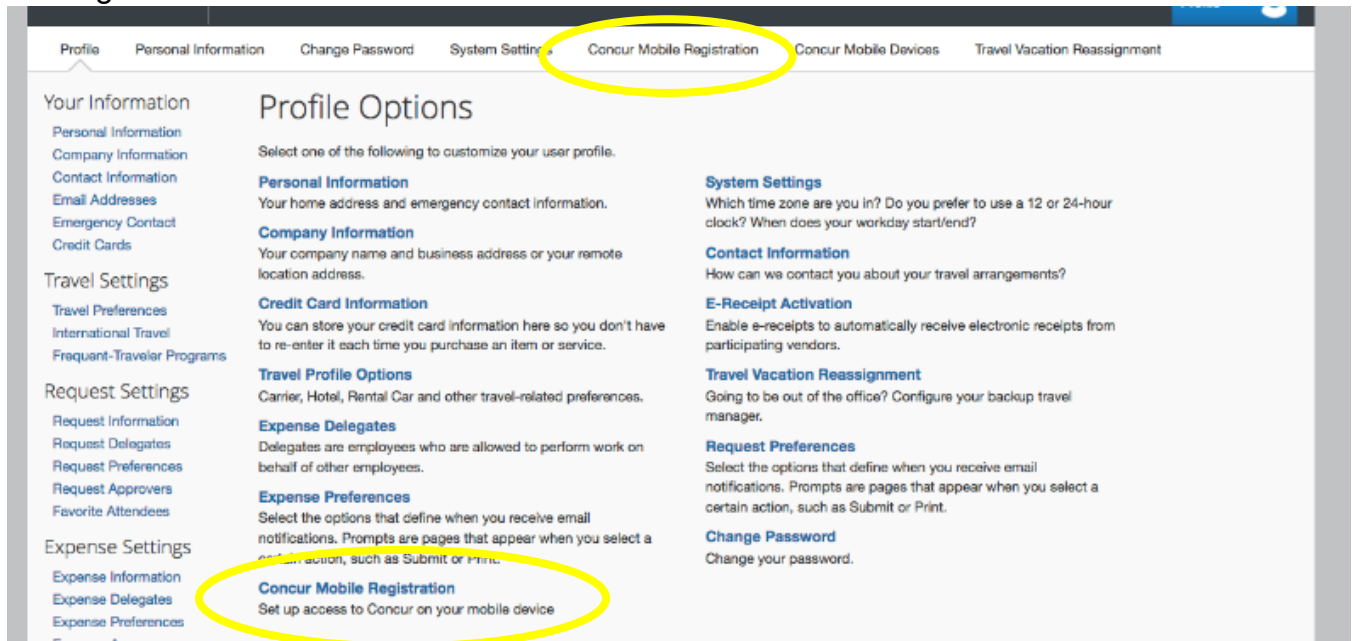 Profile Personal Information Change Password System Settings Concur Mobile Registration Concur Mobile Devices Travel Vacation Reassignment
Your Information
Personal Information
Company Information
Contact Information
Email Addresses
Emergency Contact
Credit Cards
Travel Settings
Travel Preferences
International Travel
Frequent-Traveler Programs
Request Settings
Request Information
Request Delegates
Request Preferences
Request Approvers
Favorite Attendees
Expense Settings
Expense Information
Expense Delegates
Expense Preferences
Profile Options
Select one of the following to customize your user profile.
Personal Information
Your home address and emergency contact information.
Company Information
Your company name and business address or your remote
location address.
Credit Card Information
You can store your credit card information here so you don't have
to re-enter it each time you purchase an item or service.
Travel Profile Options
Carrier, Hotel, Rental Car and other travel-related preferences.
Expense Delegates
Delegates are employees who are allowed to perform work on
behalf of other employees.
Expense Preferences
Select the options that define when you receive email
notifications. Prompts are pages that appear when you select a
certain action, such as Submit or Print.
Concur Mobile Registration
Set up access to Concur on your mobile device
System Settings
Which time zone are you in? Do you prefer to use a 12 or 24-hour
clock? When does your workday start/end?
Contact Information
How can we contact you about your travel arrangements?
E-Receipt Activation
Enable e-receipts to automatically receive electronic receipts from
participating vendors.
Travel Vacation Reassignment
Going to be out of the office? Configure your backup travel
manager.
Request Preferences
Select the options that define when you receive email
notifications. Prompts are pages that appear when you select a
certain action, such as Submit or Print.
Change Password
Change your password.